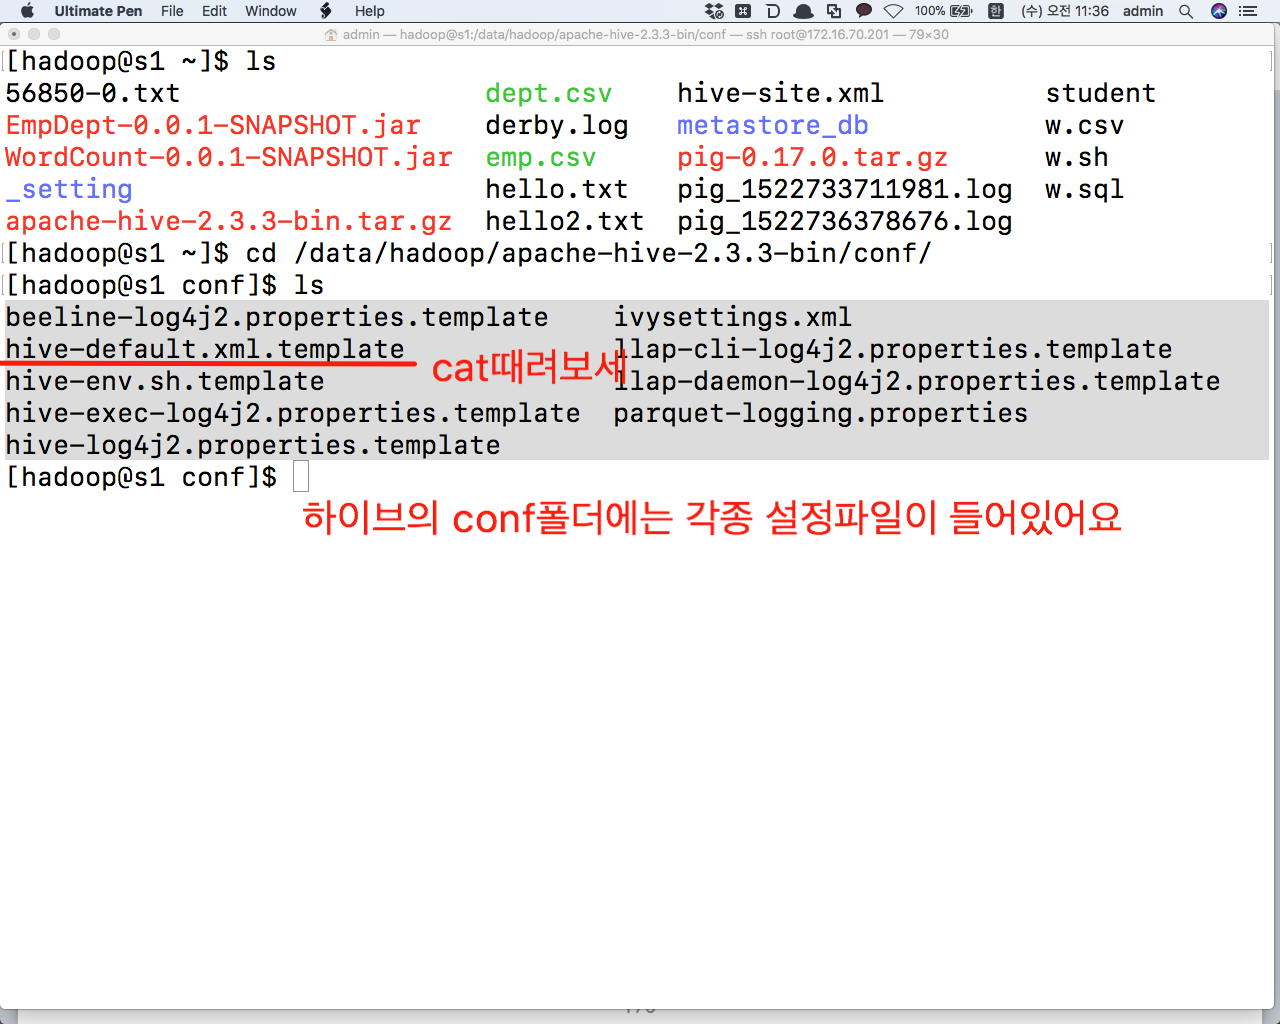 Ultimate Pen File Edit Window Help 100% 한 (수) 오전 11:36 admin
admin — hadoop@s1:/data/hadoop/apache-hive-2.3.3-bin/conf — ssh root@172.16.70.201 — 79×30
[hadoop@s1 ~]$ ls
56850-0.txt dept.csv hive-site.xml student
EmpDept-0.0.1-SNAPSHOT.jar derby.log metastore_db w.csv
WordCount-0.0.1-SNAPSHOT.jar emp.csv pig-0.17.0.tar.gz w.sh
_setting hello.txt pig_1522733711981.log w.sql
apache-hive-2.3.3-bin.tar.gz hello2.txt pig_1522736378676.log
[hadoop@s1 ~]$ cd /data/hadoop/apache-hive-2.3.3-bin/conf/
[hadoop@s1 conf]$ ls
beeline-log4j2.properties.template ivysettings.xml
hive-default.xml.template llap-cli-log4j2.properties.template
cat때려보세
hive-env.sh.template llap-daemon-log4j2.properties.template
hive-exec-log4j2.properties.template parquet-logging.properties
hive-log4j2.properties.template
[hadoop@s1 conf]$
하이브의 conf폴더에는 각종 설정파일이 들어있어요